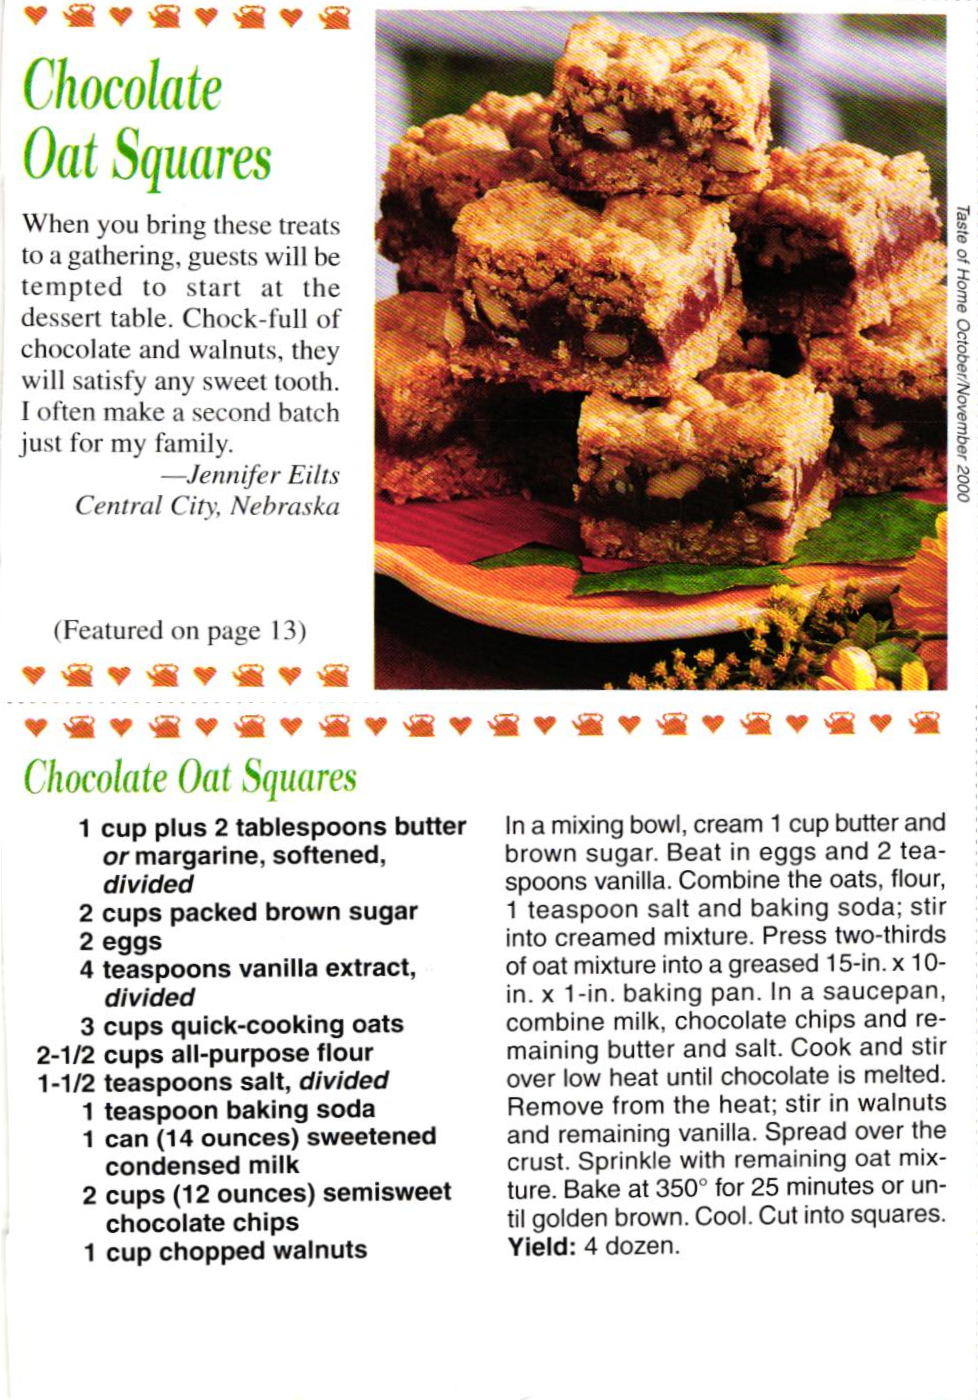 Chocolate
Oat Squares
When you bring these treats
to a gathering, guests will be
tempted to start at the
dessert table. Chock-full of
chocolate and walnuts, they
will satisfy any sweet tooth.
I often make a second batch
just for my family.
—Jennifer Eilts
Central City, Nebraska
(Featured on page 13)
Taste of Home October/November 2000
Chocolate Oat Squares
1 cup plus 2 tablespoons butter
or margarine, softened,
divided
2 cups packed brown sugar
2 eggs
4 teaspoons vanilla extract,
divided
3 cups quick-cooking oats
2-1/2 cups all-purpose flour
1-1/2 teaspoons salt, divided
1 teaspoon baking soda
1 can (14 ounces) sweetened
condensed milk
2 cups (12 ounces) semisweet
chocolate chips
1 cup chopped walnuts
In a mixing bowl, cream 1 cup butter and
brown sugar. Beat in eggs and 2 tea-
spoons vanilla. Combine the oats, flour,
1 teaspoon salt and baking soda; stir
into creamed mixture. Press two-thirds
of oat mixture into a greased 15-in. x 10-
in. x 1-in. baking pan. In a saucepan,
combine milk, chocolate chips and re-
maining butter and salt. Cook and stir
over low heat until chocolate is melted.
Remove from the heat; stir in walnuts
and remaining vanilla. Spread over the
crust. Sprinkle with remaining oat mix-
ture. Bake at 350° for 25 minutes or un-
til golden brown. Cool. Cut into squares.
Yield: 4 dozen.